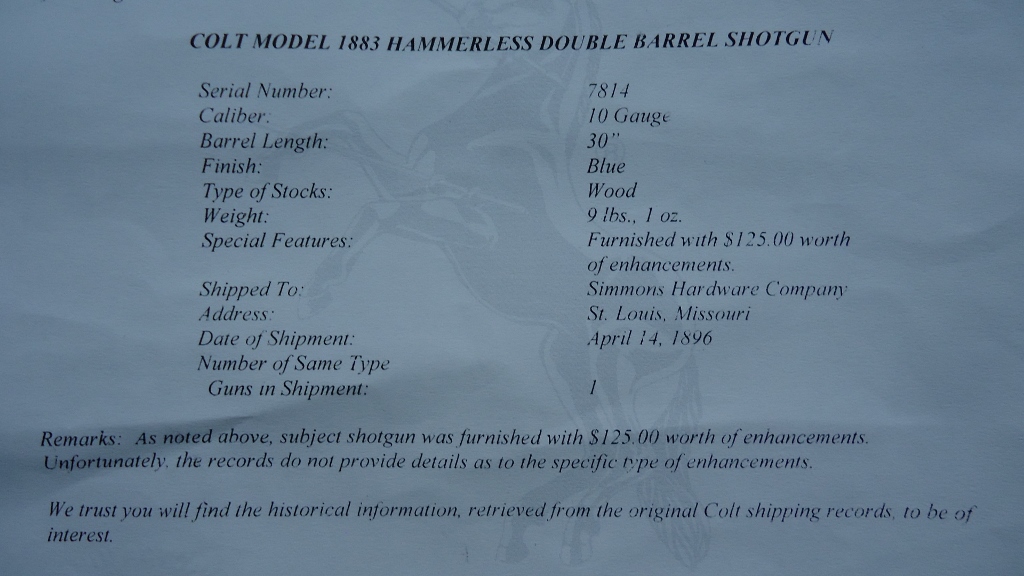 COLT MODEL 1883 HAMMERLESS DOUBLE BARREL SHOTGUN
Serial Number: 7814
Caliber: 10 Gauge
Barrel Length: 30"
Finish: Blue
Type of Stocks: Wood
Weight: 9 lbs., 1 oz.
Special Features: Furnished with $125.00 worth
of enhancements.
Shipped To: Simmons Hardware Company
Address: St. Louis, Missouri
Date of Shipment: April 14, 1896
Number of Same Type
Guns in Shipment: 1
Remarks: As noted above, subject shotgun was furnished with $125.00 worth of enhancements.
Unfortunately, the records do not provide details as to the specific type of enhancements.
We trust you will find the historical information, retrieved from the original Colt shipping records, to be of
interest.